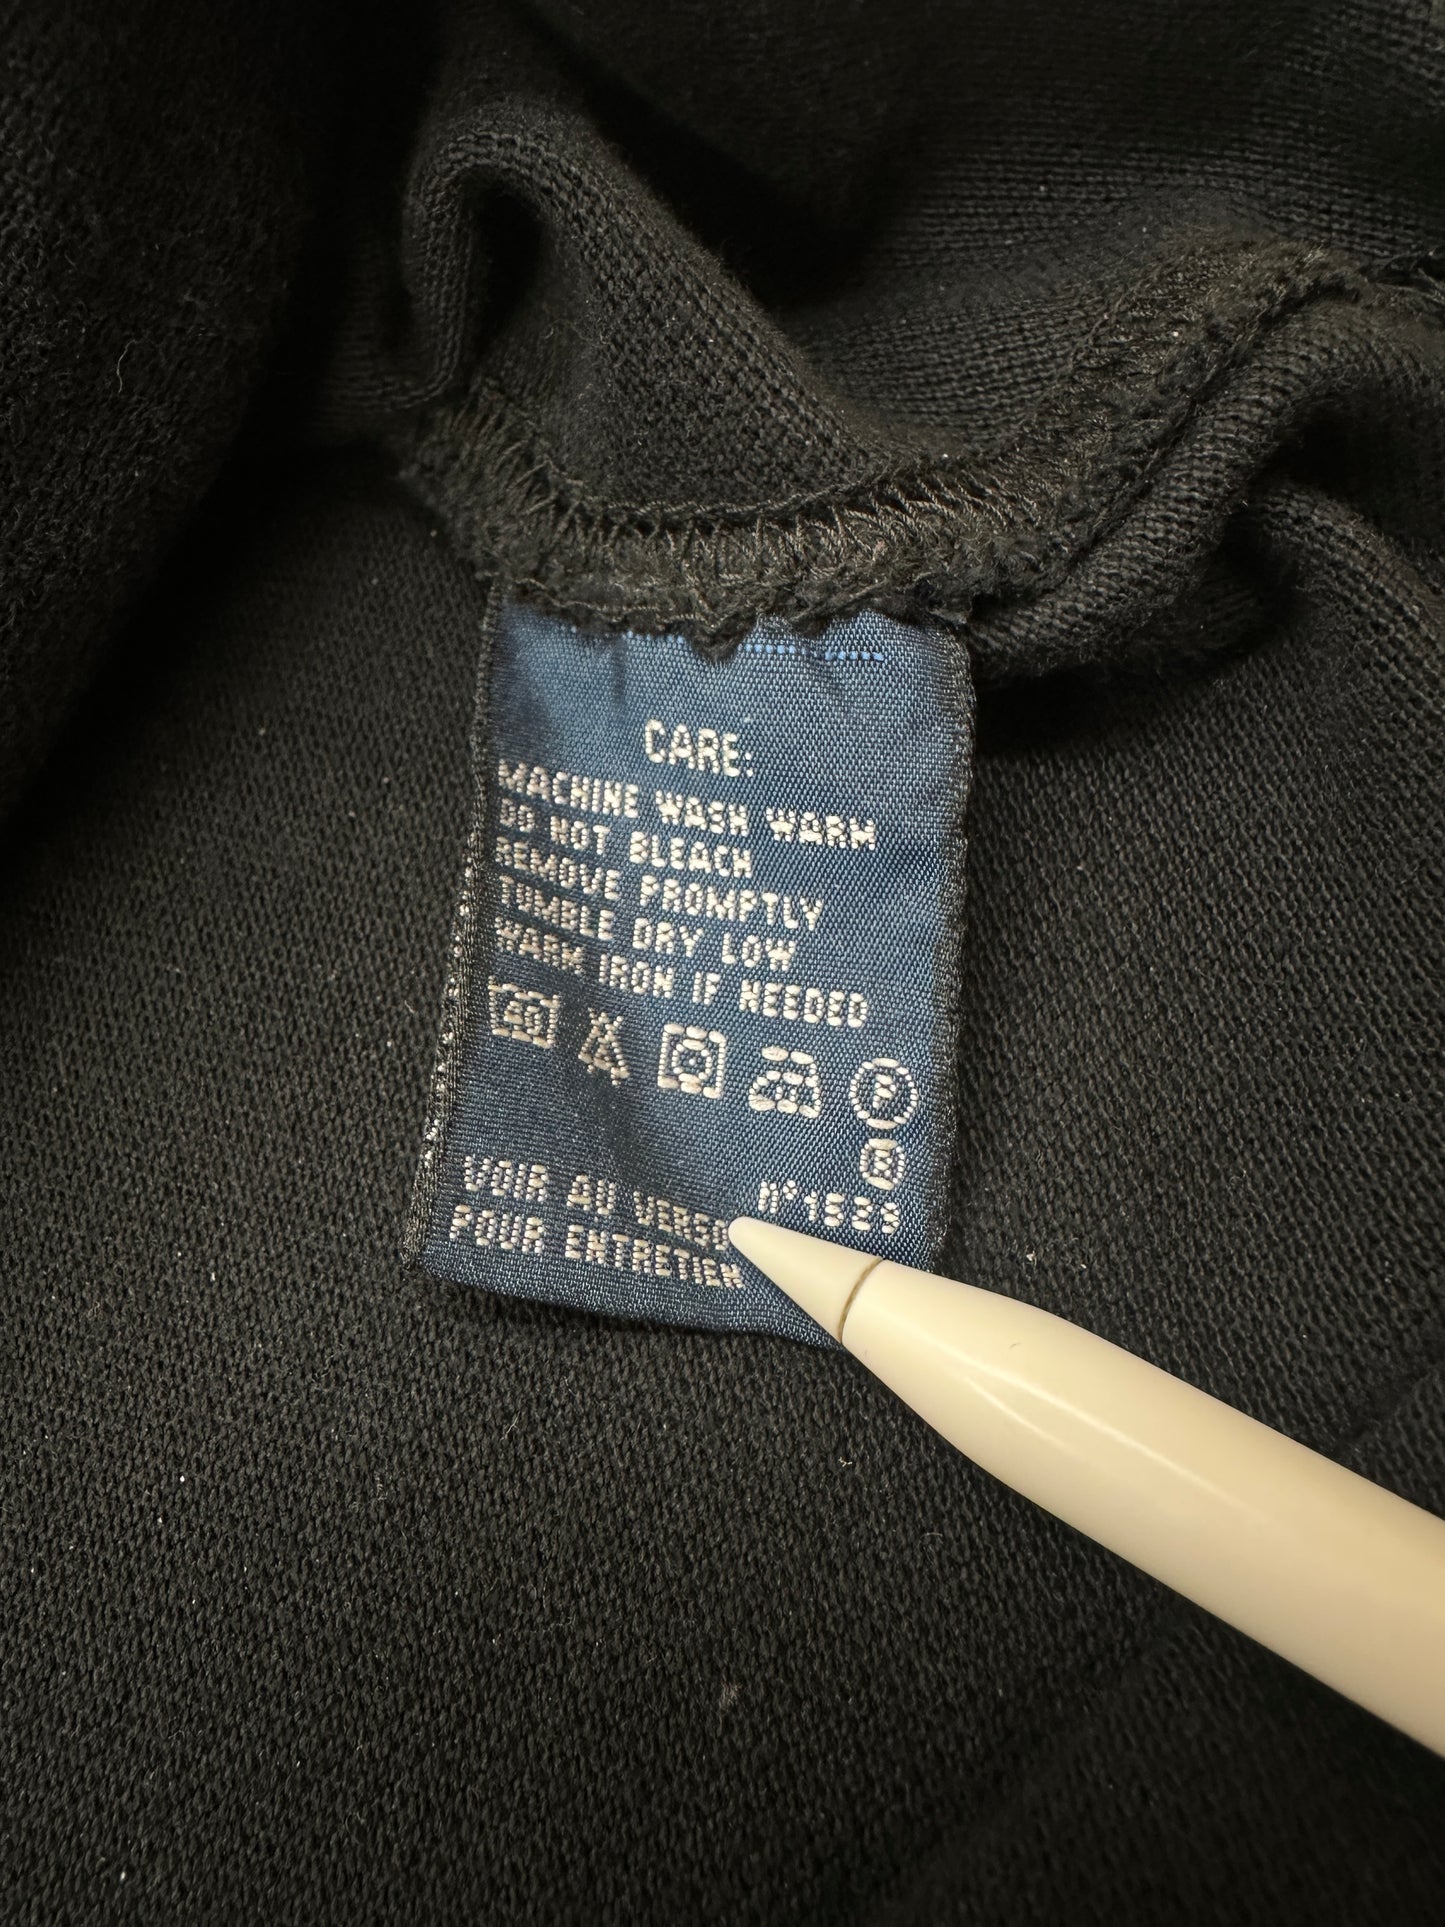 CARE:
MACHINE WASH WARM
DO NOT BLEACH
REMOVE PROMPTLY
TUMBLE DRY LOW
WARM IRON IF NEEDED
40
P
VOIR AU VERSO
POUR ENTRETIEN